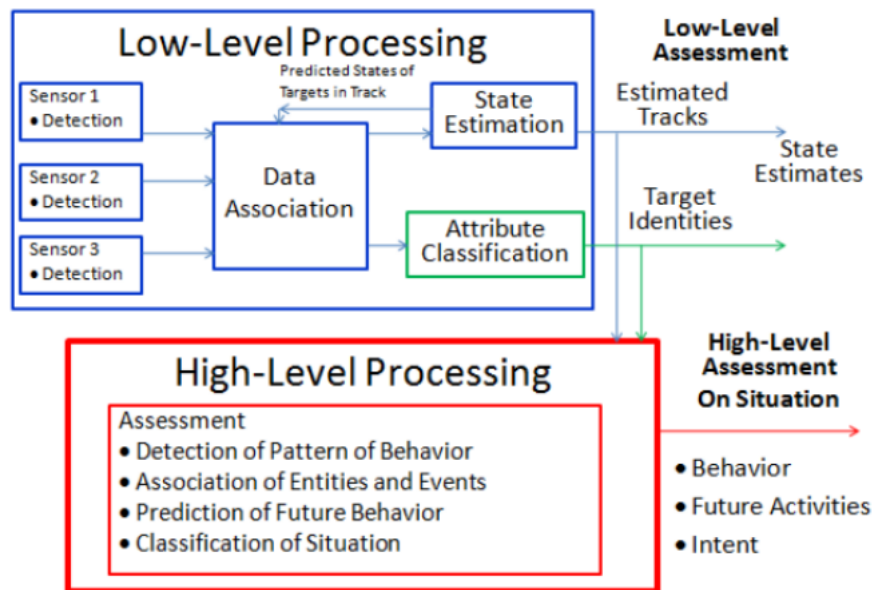 Low-Level Processing
Predicted States of
Targets in Track
Sensor 1
• Detection
Sensor 2
• Detection
Sensor 3
• Detection
Data
Association
State
Estimation
Attribute
Classification
Low-Level
Assessment
Estimated
Tracks
State
Estimates
Target
Identities
High-Level Processing
Assessment
• Detection of Pattern of Behavior
• Association of Entities and Events
• Prediction of Future Behavior
• Classification of Situation
High-Level
Assessment
On Situation
• Behavior
• Future Activities
• Intent